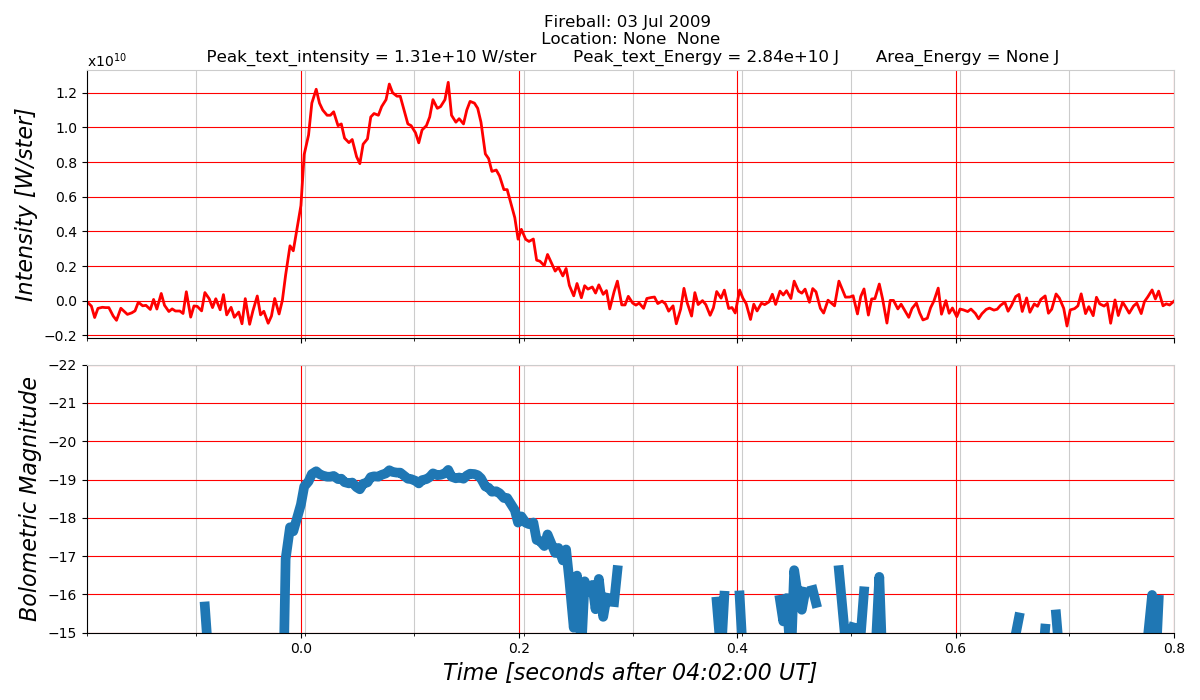 Fireball: 03 Jul 2009
Location: None  None
Peak_text_intensity = 1.31e+10 W/ster       Peak_text_Energy = 2.84e+10 J       Area_Energy = None J
x10¹⁰
Intensity [W/ster]
1.2
1.0
0.8
0.6
0.4
0.2
0.0
−0.2
Bolometric Magnitude
−22
−21
−20
−19
−18
−17
−16
−15
0.0 0.2 0.4 0.6 0.8
Time [seconds after 04:02:00 UT]